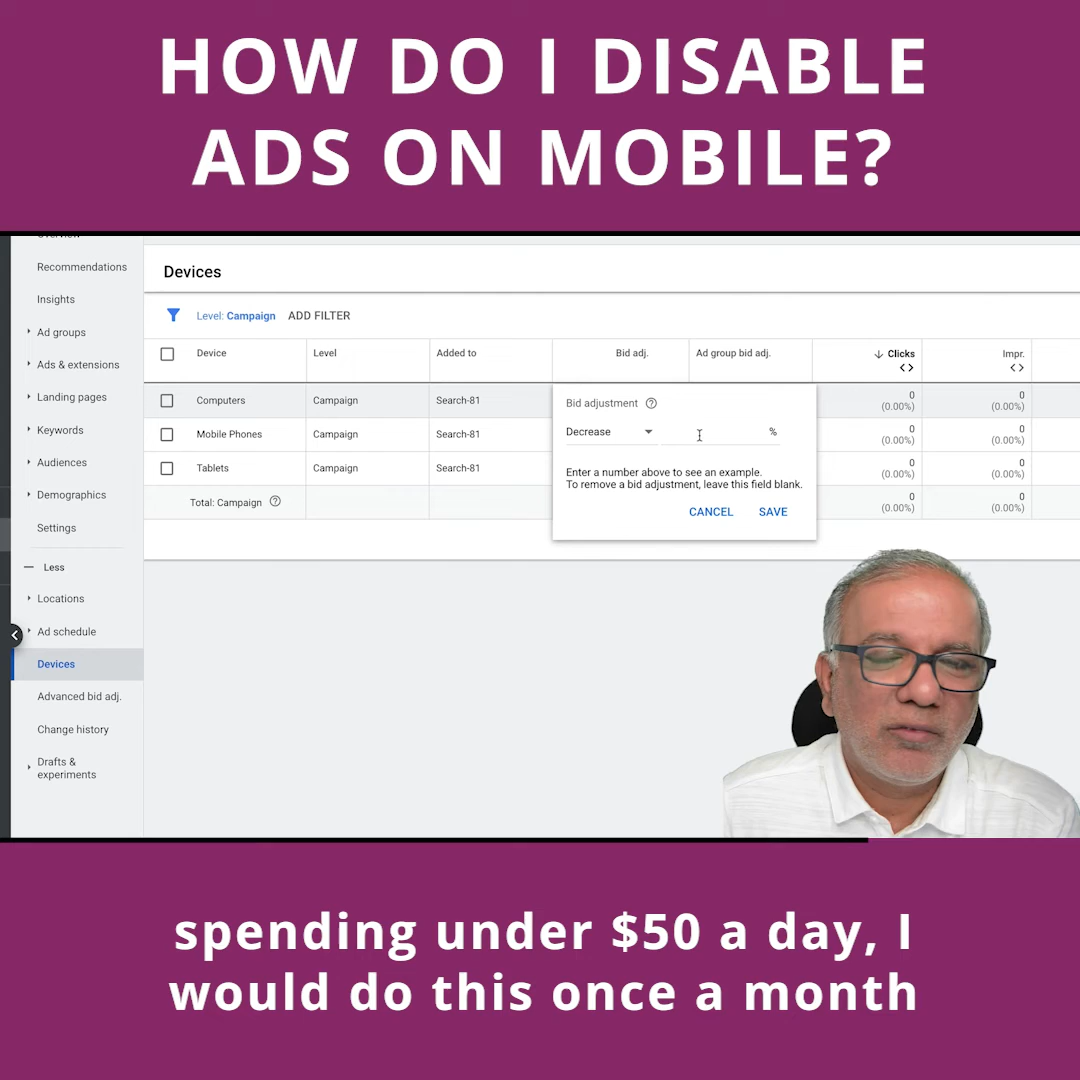 HOW DO I DISABLE
ADS ON MOBILE?
Recommendations
Insights
Ad groups
Ads & extensions
Landing pages
Keywords
Audiences
Demographics
Settings
Less
Locations
Ad schedule
Devices
Advanced bid adj.
Change history
Drafts &
experiments
Devices
Level: Campaign ADD FILTER
Device Level Added to Bid adj. Ad group bid adj. Clicks Impr.
Computers Campaign Search-81 0 0
(0.00%) (0.00%)
Mobile Phones Campaign Search-81 0 0
(0.00%) (0.00%)
Tablets Campaign Search-81 0 0
(0.00%) (0.00%)
Total: Campaign 0 0
(0.00%) (0.00%)
Bid adjustment
Decrease %
Enter a number above to see an example.
To remove a bid adjustment, leave this field blank.
CANCEL SAVE
spending under $50 a day, I
would do this once a month